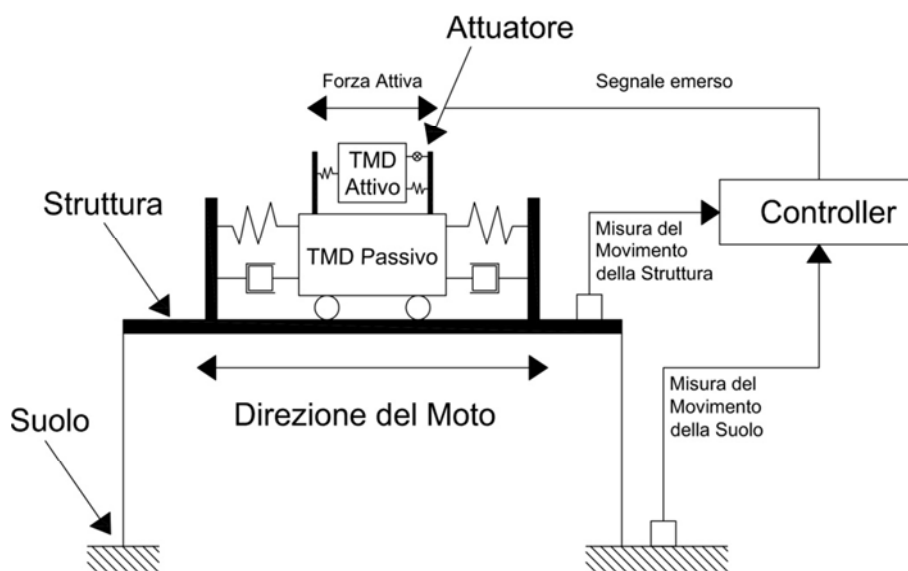 Attuatore
Forza Attiva
Segnale emerso
TMD
Attivo
Struttura
TMD Passivo
Misura del
Movimento
della Struttura
Controller
Direzione del Moto
Misura del
Movimento
della Suolo
Suolo